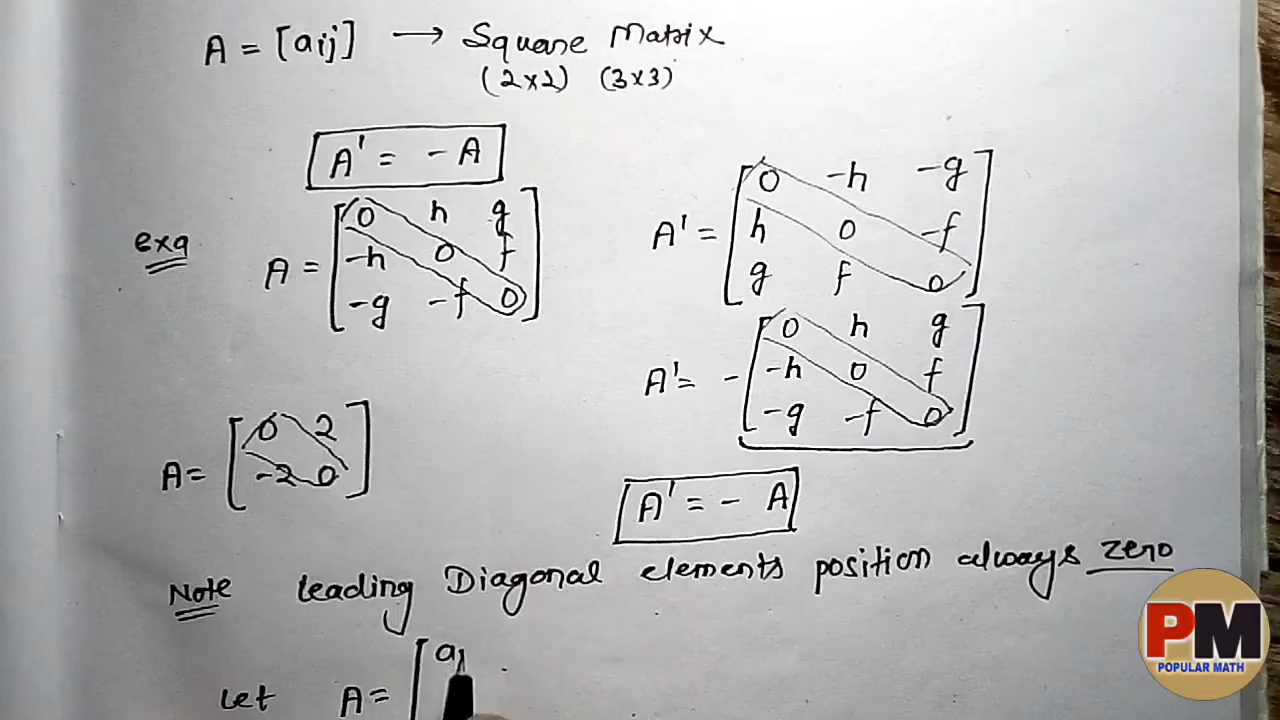 A = [aij] → Square Matrix
(2×2) (3×3)
A' = - A
exa
A = [ 0 h g
-h 0 f
-g -f 0 ]
A' = [ 0 -h -g
h 0 -f
g f 0 ]
A' = - [ 0 h g
-h 0 f
-g -f 0 ]
A = [ 0 2
-2 0 ]
A' = - A
Note leading Diagonal elements position always zero
Let A = [ a
PM
POPULAR MATH